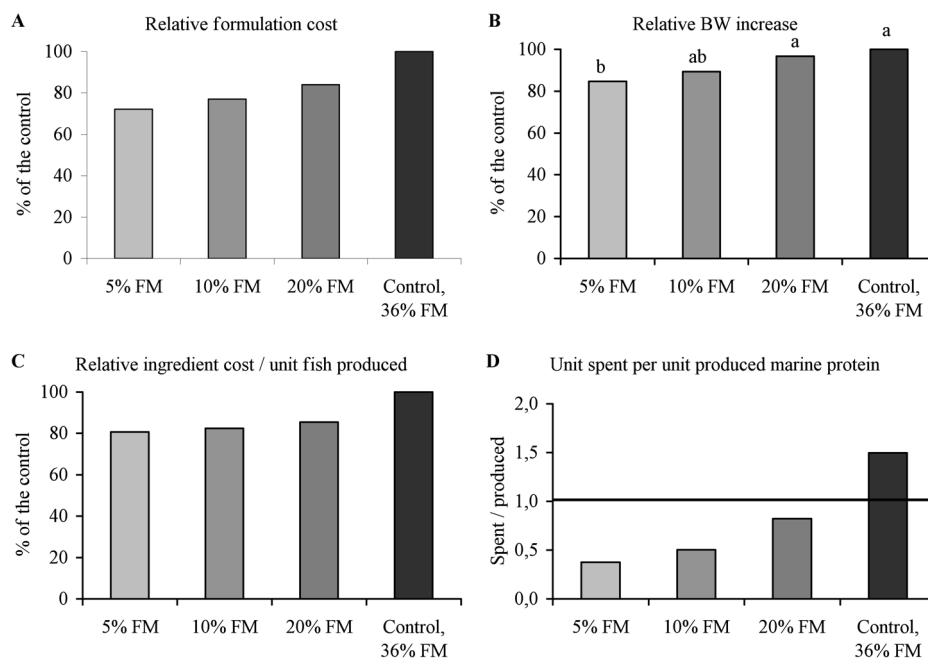 A
Relative formulation cost
% of the control
100
80
60
40
20
0
5% FM
10% FM
20% FM
Control,
36% FM
B
Relative BW increase
% of the control
100
80
60
40
20
0
b
ab
a
a
5% FM
10% FM
20% FM
Control,
36% FM
C
Relative ingredient cost / unit fish produced
% of the control
100
80
60
40
20
0
5% FM
10% FM
20% FM
Control,
36% FM
D
Unit spent per unit produced marine protein
Spent / produced
2,0
1,5
1,0
0,5
0,0
5% FM
10% FM
20% FM
Control,
36% FM